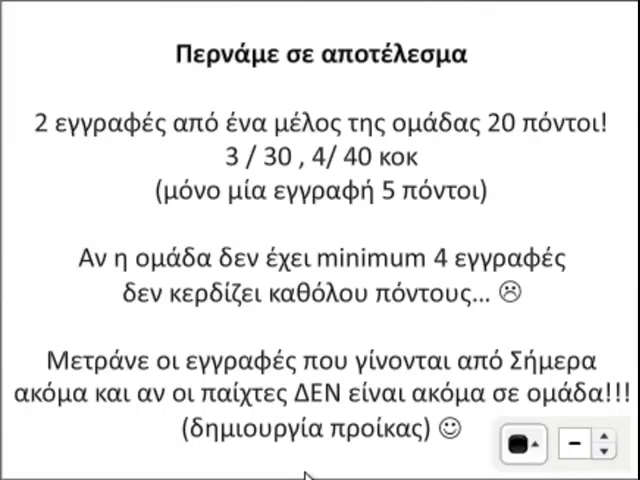 Περνάμε σε αποτέλεσμα
2 εγγραφές από ένα μέλος της ομάδας 20 πόντοι!
3 / 30 , 4/ 40 κοκ
(μόνο μία εγγραφή 5 πόντοι)
Αν η ομάδα δεν έχει minimum 4 εγγραφές
δεν κερδίζει καθόλου πόντους... ☹
Μετράνε οι εγγραφές που γίνονται από Σήμερα
ακόμα και αν οι παίχτες ΔΕΝ είναι ακόμα σε ομάδα!!!
(δημιουργία προίκας) ☺